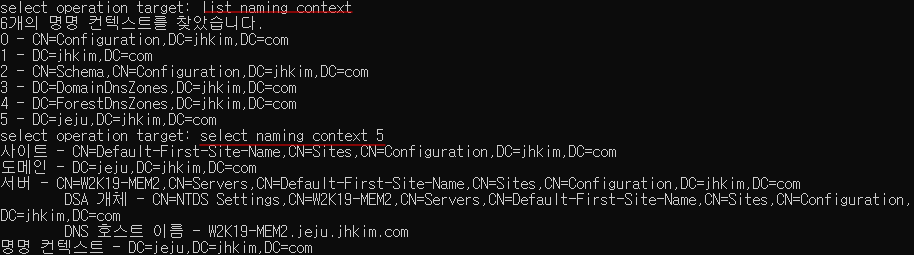 select operation target: list naming context
6개의 명명 컨텍스트를 찾았습니다.
0 - CN=Configuration,DC=jhkim,DC=com
1 - DC=jhkim,DC=com
2 - CN=Schema,CN=Configuration,DC=jhkim,DC=com
3 - DC=DomainDnsZones,DC=jhkim,DC=com
4 - DC=ForestDnsZones,DC=jhkim,DC=com
5 - DC=jeju,DC=jhkim,DC=com
select operation target: select naming context 5
사이트 - CN=Default-First-Site-Name,CN=Sites,CN=Configuration,DC=jhkim,DC=com
도메인 - DC=jeju,DC=jhkim,DC=com
서버 - CN=W2K19-MEM2,CN=Servers,CN=Default-First-Site-Name,CN=Sites,CN=Configuration,DC=jhkim,DC=com
DSA 개체 - CN=NTDS Settings,CN=W2K19-MEM2,CN=Servers,CN=Default-First-Site-Name,CN=Sites,CN=Configuration,
DC=jhkim,DC=com
DNS 호스트 이름 - W2K19-MEM2.jeju.jhkim.com
명명 컨텍스트 - DC=jeju,DC=jhkim,DC=com